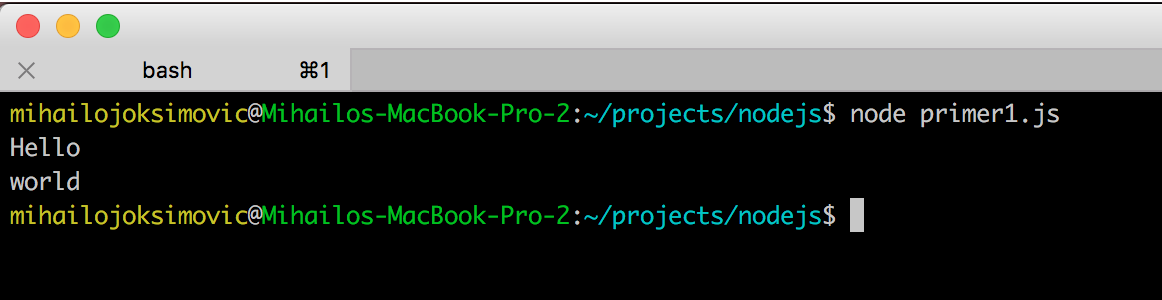 bash ⌘1
mihailojoksimovic@Mihailos-MacBook-Pro-2:~/projects/nodejs$ node primer1.js
Hello
world
mihailojoksimovic@Mihailos-MacBook-Pro-2:~/projects/nodejs$